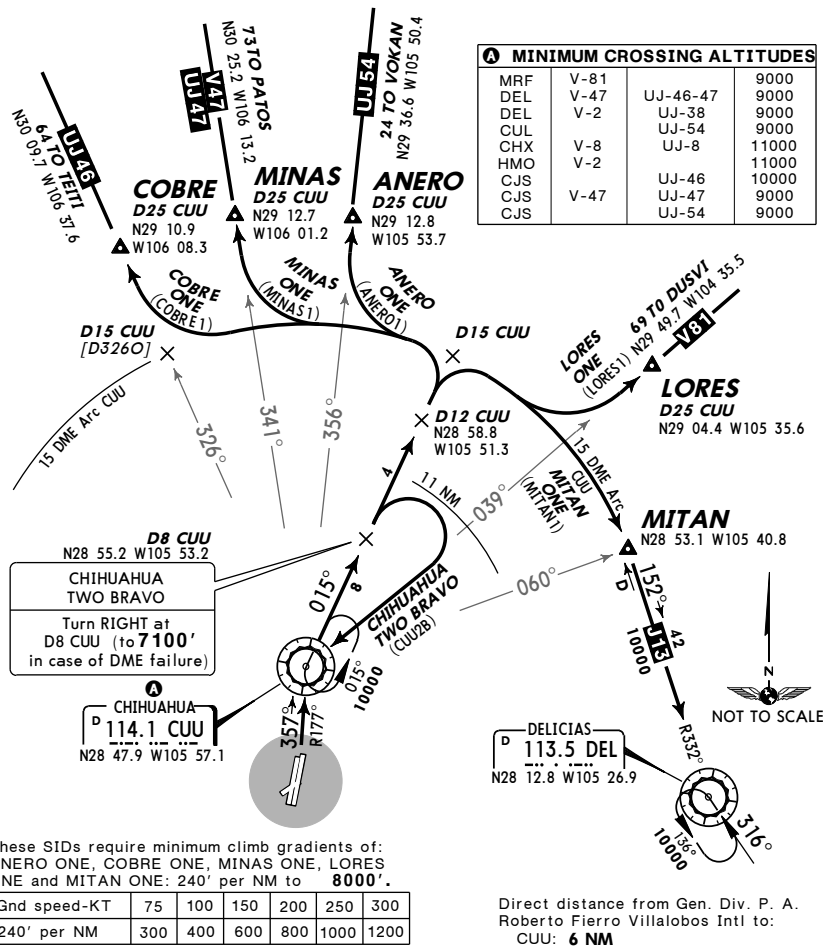 73 TO PATOS
N30 25.2 W106 13.2
V47
UJ 47
UJ 54
24 TO VOKAN
N29 36.6 W105 50.4
UJ 46
64 TO TEITI
N30 09.7 W106 37.6
A MINIMUM CROSSING ALTITUDES
MRF V-81 9000
DEL V-47 UJ-46-47 9000
DEL V-2 UJ-38 9000
CUL UJ-54 9000
CHX V-8 UJ-8 11000
HMO V-2 11000
CJS UJ-46 10000
CJS V-47 UJ-47 9000
CJS UJ-54 9000
COBRE
D25 CUU
N29 10.9
W106 08.3
MINAS
D25 CUU
N29 12.7
W106 01.2
ANERO
D25 CUU
N29 12.8
W105 53.7
COBRE
ONE
(COBRE1)
MINAS
ONE
(MINAS1)
ANERO
ONE
(ANERO1)
LORES
ONE
(LORES1)
69 TO DUSVI
N29 49.7 W104 35.5
V81
D15 CUU
[D326O]
D15 CUU
LORES
D25 CUU
N29 04.4 W105 35.6
15 DME Arc CUU
326°
341°
356°
D12 CUU
N28 58.8
W105 51.3
4
11 NM
039°
15 DME Arc
CUU
MITAN
ONE
(MITAN1)
MITAN
N28 53.1 W105 40.8
D8 CUU
N28 55.2 W105 53.2
CHIHUAHUA
TWO BRAVO
Turn RIGHT at
D8 CUU (to 7100'
in case of DME failure)
015°
8
CHIHUAHUA
TWO BRAVO
(CUU2B)
060°
D
152°
42
J13
10000
015°
10000
A
CHIHUAHUA
D 114.1 CUU
N28 47.9 W105 57.1
357°
R177°
N
NOT TO SCALE
DELICIAS
D 113.5 DEL
N28 12.8 W105 26.9
R332°
316°
136°
10000
hese SIDs require minimum climb gradients of:
NERO ONE, COBRE ONE, MINAS ONE, LORES
NE and MITAN ONE: 240' per NM to 8000'.
Gnd speed-KT 75 100 150 200 250 300
240' per NM 300 400 600 800 1000 1200
Direct distance from Gen. Div. P. A.
Roberto Fierro Villalobos Intl to:
CUU: 6 NM